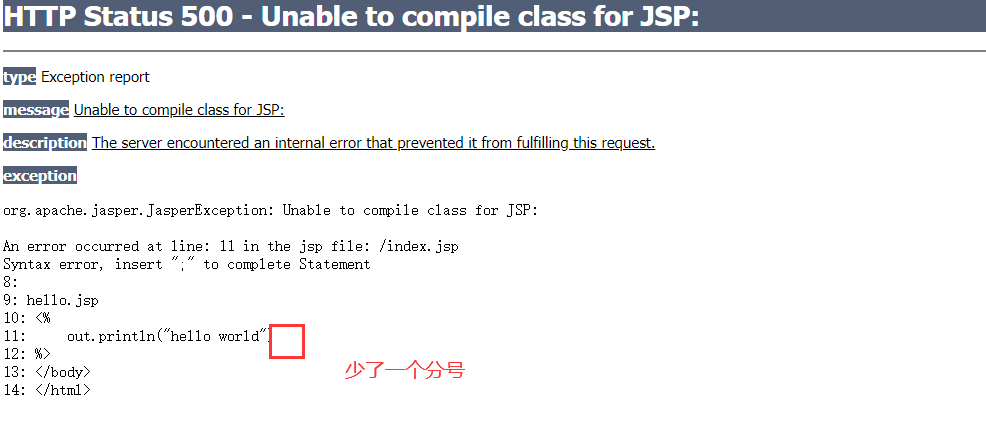 HTTP Status 500 - Unable to compile class for JSP:
type Exception report
message Unable to compile class for JSP:
description The server encountered an internal error that prevented it from fulfilling this request.
exception
org.apache.jasper.JasperException: Unable to compile class for JSP:
An error occurred at line: 11 in the jsp file: /index.jsp
Syntax error, insert ";" to complete Statement
8:
9: hello.jsp
10: <%
11:     out.println("hello world")
12: %>
13: </body>
14: </html>
少了一个分号